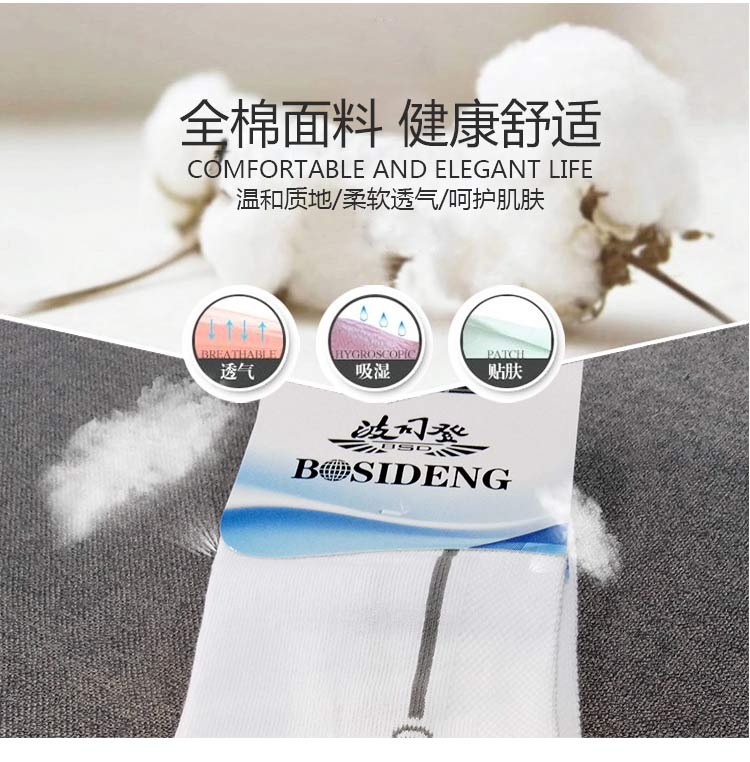 全棉面料 健康舒适
COMFORTABLE AND ELEGANT LIFE
温和质地/柔软透气/呵护肌肤
BREATHABLE
透气
HYGROSCOPIC
吸湿
PATCH
贴肤
波司登
BSD
BOSIDENG